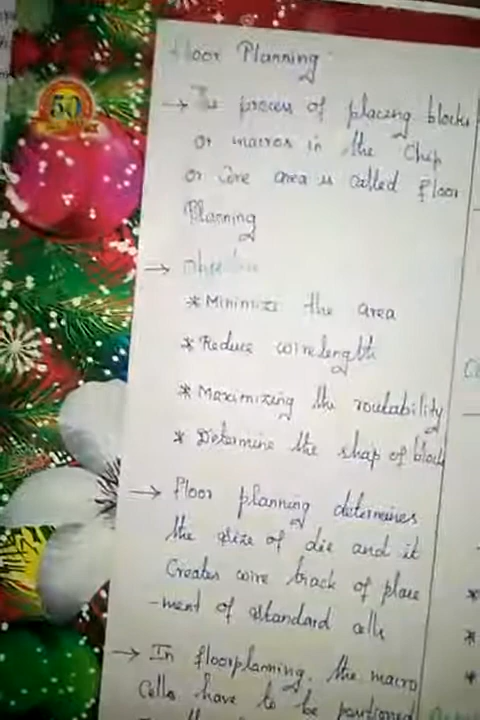 Floor Planning
→ The process of placing blocks
or macros in the Chip
or Core area is called Floor
Planning
→ Objective
* Minimize the area
* Reduce wirelength
* Maximizing the routability
* Determine the shap of block
→ Floor planning determines
the size of die and it
Creates wire track of place
-ment of standard cells
→ In floorplanning, the macro
Cells have to be
50